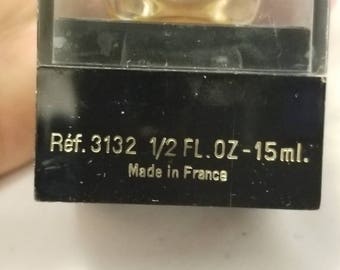 Réf. 3132 1/2 FL.OZ-15ml.
Made in France